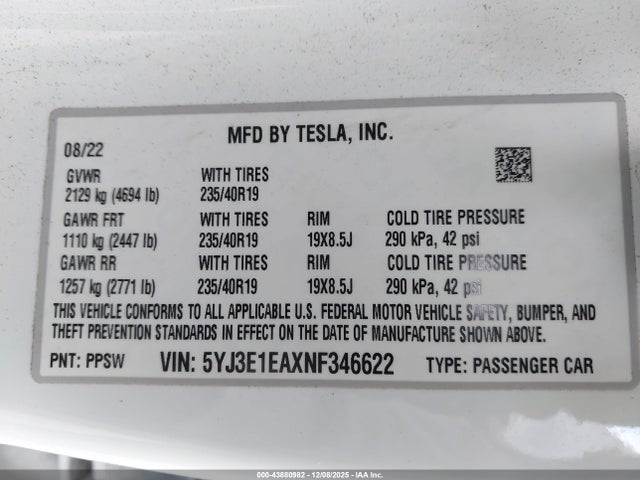 MFD BY TESLA, INC.
08/22
GVWR WITH TIRES
2129 kg (4694 lb) 235/40R19
GAWR FRT WITH TIRES RIM COLD TIRE PRESSURE
1110 kg (2447 lb) 235/40R19 19X8.5J 290 kPa, 42 psi
GAWR RR WITH TIRES RIM COLD TIRE PRESSURE
1257 kg (2771 lb) 235/40R19 19X8.5J 290 kPa, 42 psi
THIS VEHICLE CONFORMS TO ALL APPLICABLE U.S. FEDERAL MOTOR VEHICLE SAFETY, BUMPER, AND
THEFT PREVENTION STANDARDS IN EFFECT ON THE DATE OF MANUFACTURE SHOWN ABOVE.
PNT: PPSW VIN: 5YJ3E1EAXNF346622 TYPE: PASSENGER CAR
000-43880982 - 12/08/2025 - IAA Inc.